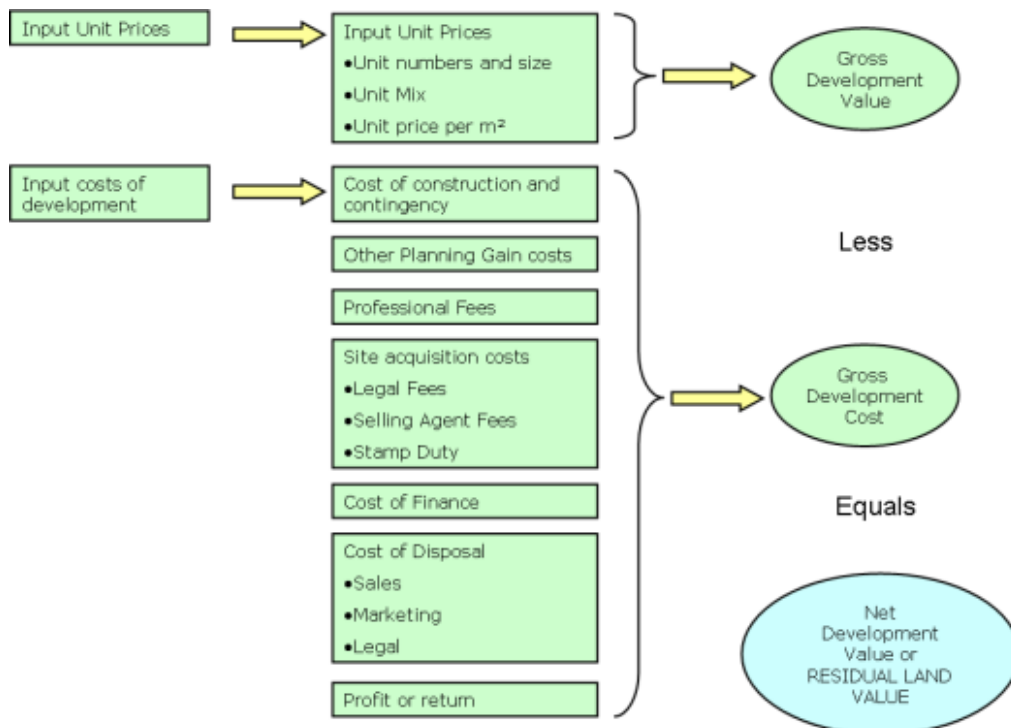 Input Unit Prices
Input Unit Prices
•Unit numbers and size
•Unit Mix
•Unit price per m²
Gross
Development
Value
Input costs of
development
Cost of construction and
contingency
Other Planning Gain costs
Professional Fees
Site acquisition costs
•Legal Fees
•Selling Agent Fees
•Stamp Duty
Cost of Finance
Cost of Disposal
•Sales
•Marketing
•Legal
Profit or return
Less
Gross
Development
Cost
Equals
Net
Development
Value or
RESIDUAL LAND
VALUE